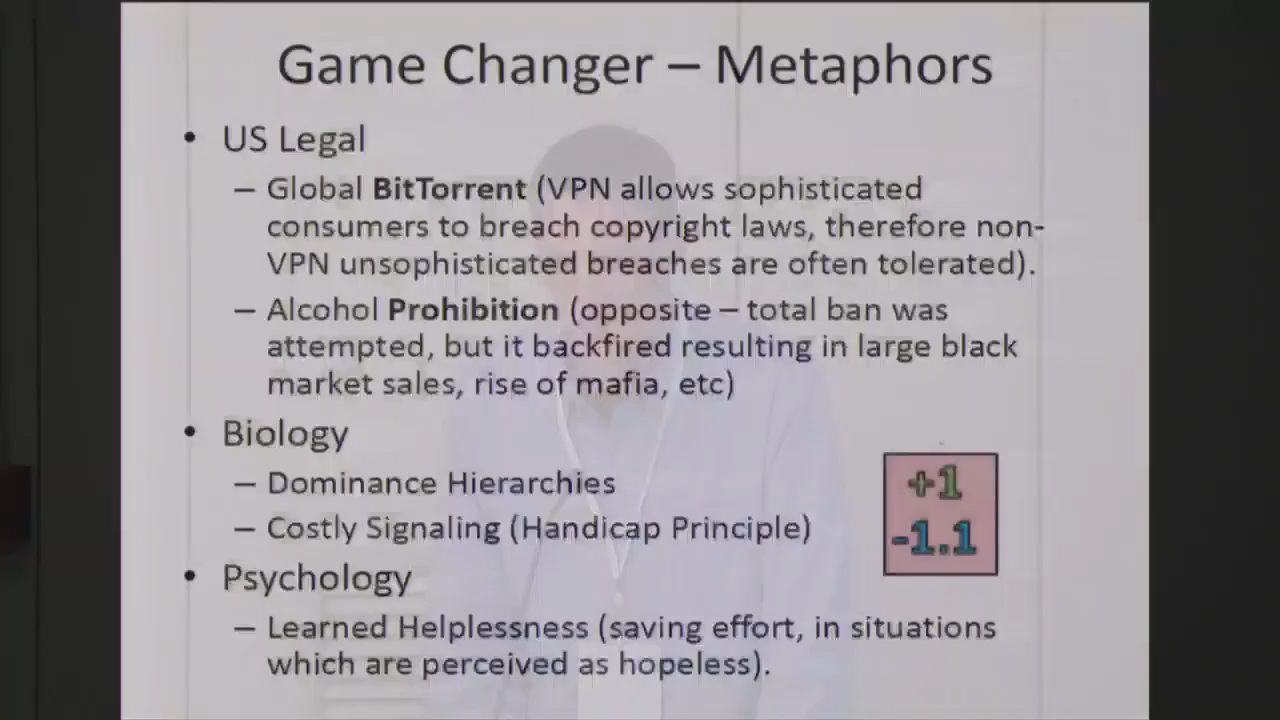 Game Changer – Metaphors
• US Legal
– Global BitTorrent (VPN allows sophisticated
consumers to breach copyright laws, therefore non-
VPN unsophisticated breaches are often tolerated).
– Alcohol Prohibition (opposite – total ban was
attempted, but it backfired resulting in large black
market sales, rise of mafia, etc)
• Biology
– Dominance Hierarchies
– Costly Signaling (Handicap Principle)
+1
-1.1
• Psychology
– Learned Helplessness (saving effort, in situations
which are perceived as hopeless).